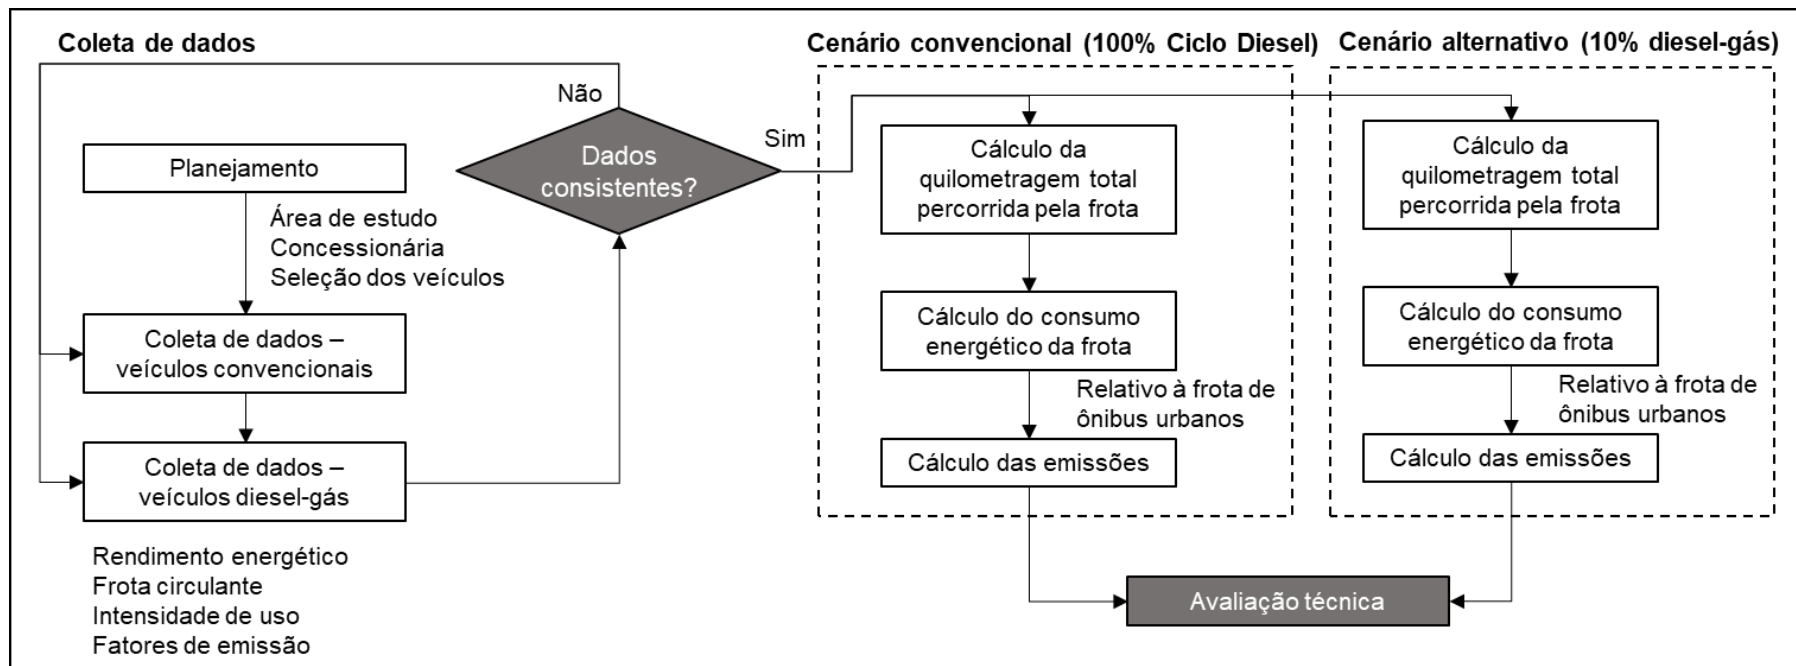 Coleta de dados
Planejamento
Área de estudo
Concessionária
Seleção dos veículos
Coleta de dados –
veículos convencionais
Coleta de dados –
veículos diesel-gás
Rendimento energético
Frota circulante
Intensidade de uso
Fatores de emissão
Não
Dados
consistentes?
Sim
Cenário convencional (100% Ciclo Diesel)
Cálculo da
quilometragem total
percorrida pela frota
Cálculo do consumo
energético da frota
Relativo à frota de
ônibus urbanos
Cálculo das emissões
Cenário alternativo (10% diesel-gás)
Cálculo da
quilometragem total
percorrida pela frota
Cálculo do consumo
energético da frota
Relativo à frota de
ônibus urbanos
Cálculo das emissões
Avaliação técnica